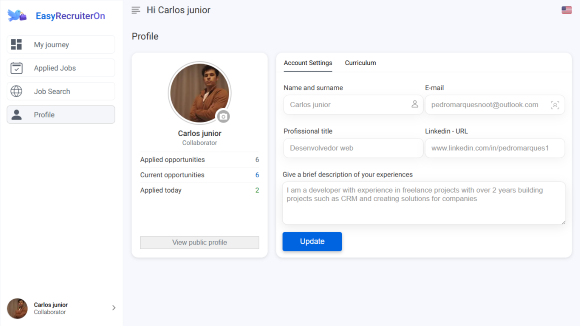 EasyRecruiterOn
Hi Carlos junior
My journey
Applied Jobs
Job Search
Profile
Profile
Carlos junior
Collaborator
Applied opportunities 6
Current opportunities 6
Applied today 2
View public profile
Account Settings Curriculum
Name and surname E-mail
Carlos junior pedromarquesnoot@outlook.com
Profissional title Linkedin - URL
Desenvolvedor web www.linkedin.com/in/pedromarques1
Give a brief description of your experiences
I am a developer with experience in freelance projects with over 2 years building
projects such as CRM and creating solutions for companies
Update
Carlos junior
Collaborator